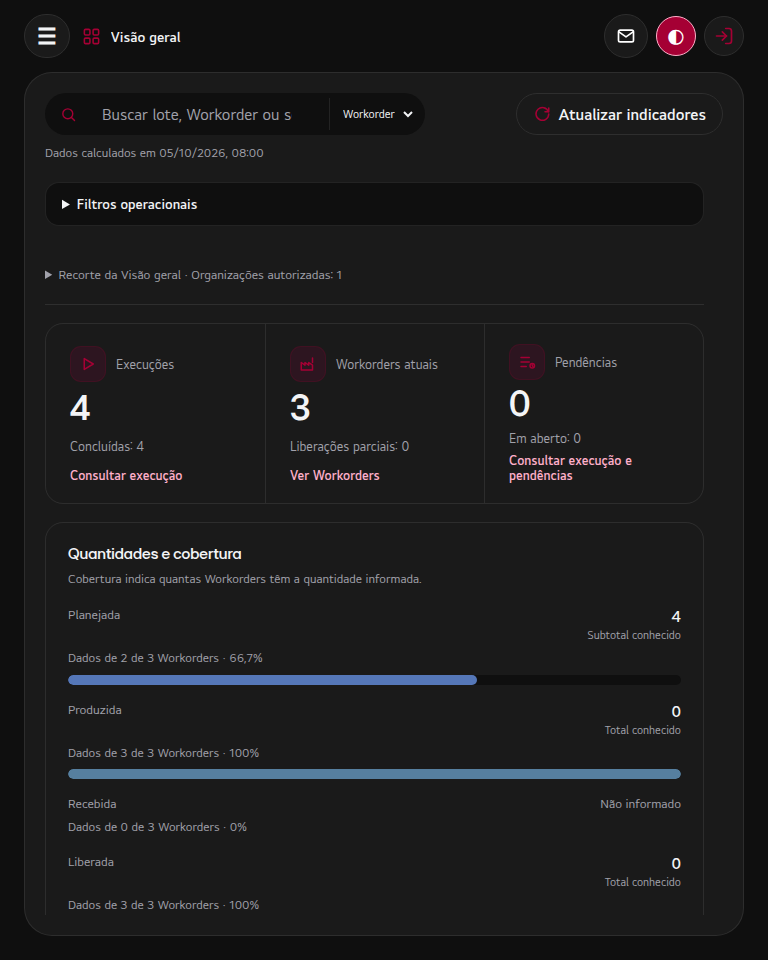 Visão geral
Buscar lote, Workorder ou s
Workorder
Atualizar indicadores
Dados calculados em 05/10/2026, 08:00
Filtros operacionais
Recorte da Visão geral · Organizações autorizadas: 1
Execuções
4
Concluídas: 4
Consultar execução
Workorders atuais
3
Liberações parciais: 0
Ver Workorders
Pendências
0
Em aberto: 0
Consultar execução e
pendências
Quantidades e cobertura
Cobertura indica quantas Workorders têm a quantidade informada.
Planejada
4
Subtotal conhecido
Dados de 2 de 3 Workorders · 66,7%
Produzida
0
Total conhecido
Dados de 3 de 3 Workorders · 100%
Recebida
Não informado
Dados de 0 de 3 Workorders · 0%
Liberada
0
Total conhecido
Dados de 3 de 3 Workorders · 100%